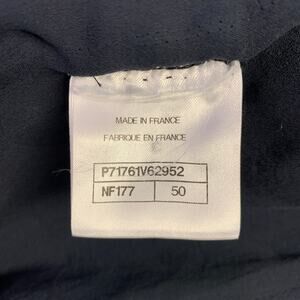 MADE IN FRANCE
FABRIQUE EN FRANCE
P71761V62952
NF177 50